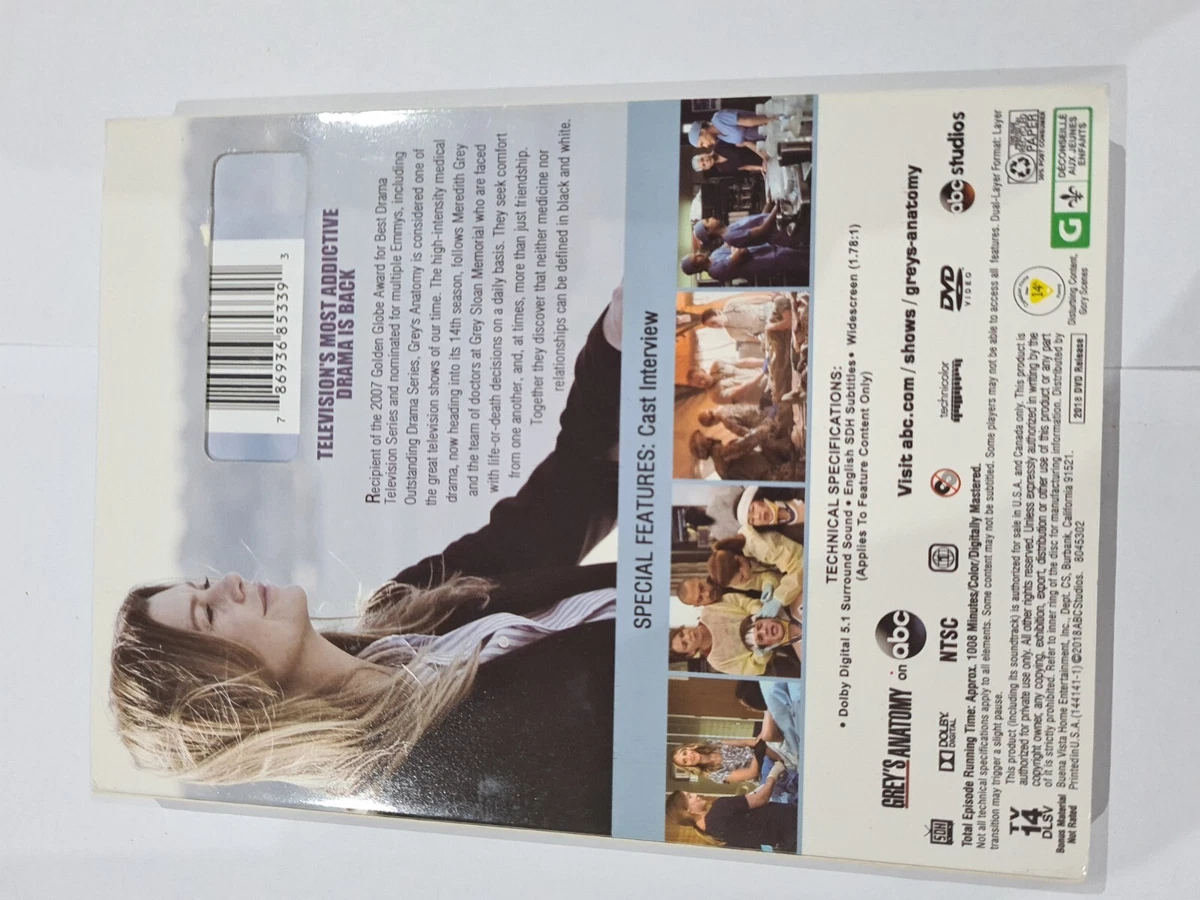 7 86936 85339 3
TELEVISION'S MOST ADDICTIVE
DRAMA IS BACK
Recipient of the 2007 Golden Globe Award for Best Drama
Television Series and nominated for multiple Emmys, including
Outstanding Drama Series, Grey's Anatomy is considered one of
the great television shows of our time. The high-intensity medical
drama, now heading into its 14th season, follows Meredith Grey
and the team of doctors at Grey Sloan Memorial who are faced
with life-or-death decisions on a daily basis. They seek comfort
from one another, and, at times, more than just friendship.
Together they discover that neither medicine nor
relationships can be defined in black and white.
SPECIAL FEATURES: Cast Interview
TECHNICAL SPECIFICATIONS:
• Dolby Digital 5.1 Surround Sound • English SDH Subtitles • Widescreen (1.78:1)
(Applies To Feature Content Only)
GREY'S ANATOMY on abc
Visit abc.com/shows/greys-anatomy
abc studios
SDH
DOLBY
DIGITAL
NTSC
technicolor
DVD
VIDEO
PAPER
Total Episode Running Time: Approx. 1008 Minutes/Color/Digitally Mastered.
Not all technical specifications apply to all elements. Some content may not be subtitled. Some players may not be able to access all features. Dual-Layer Format: Layer
transition may trigger a slight pause.
TV
14
DLSV
Bonus Material
Not Rated
This product (including its soundtrack) is authorized for sale in U.S.A. and Canada only. This product is
authorized for private use only. All other rights reserved. Unless expressly authorized in writing by the
copyright owner, any copying, exhibition, export, distribution or other use of this product or any part
of it is strictly prohibited. Refer to inner ring of the disc for manufacturing information. Distributed by
Buena Vista Home Entertainment, Inc., Dept. CS, Burbank, California 91521.
Printed in U.S.A. (144141-1) ©2018 ABC Studios. 8045302
2018 DVD Release
14
Disturbing Content,
Gory Scenes
G
DÉCONSEILLÉ
AUX JEUNES
ENFANTS